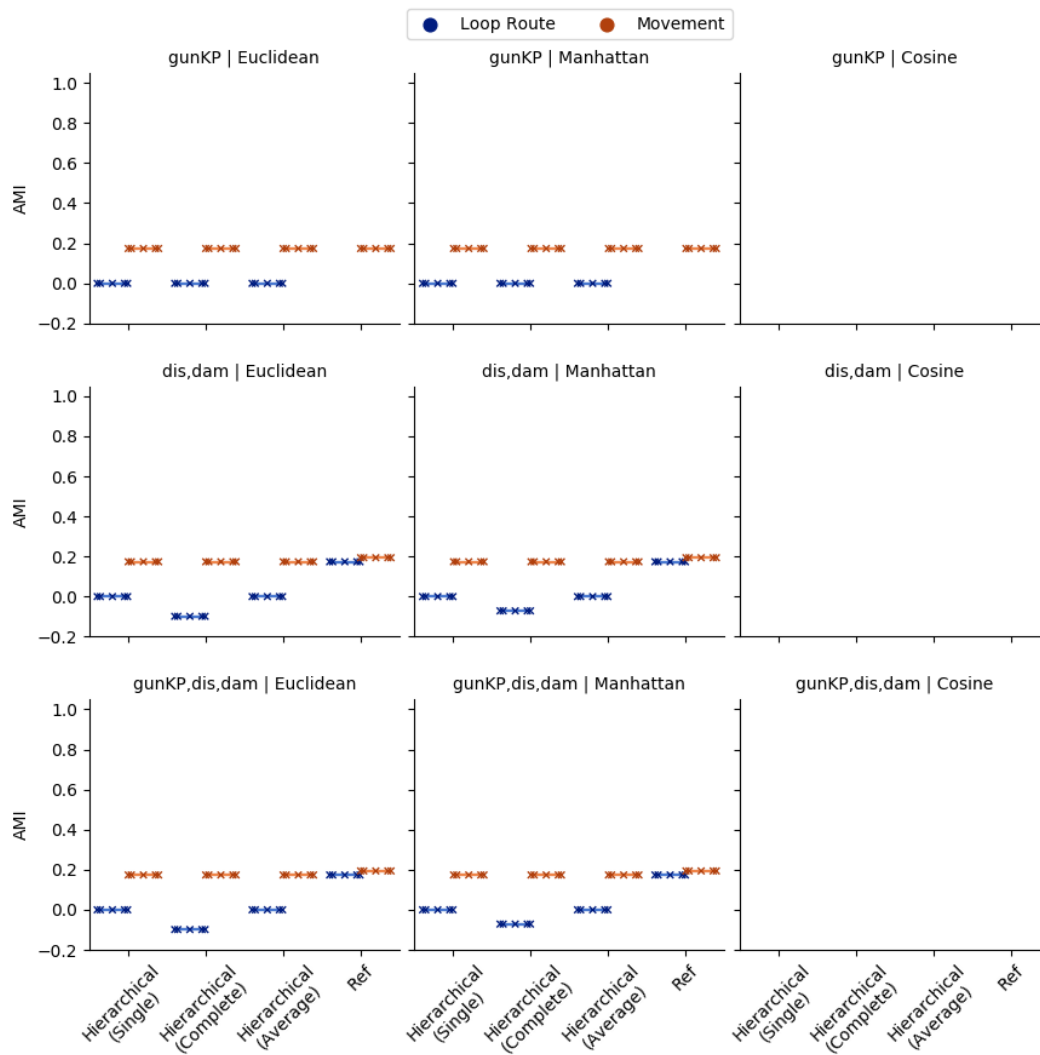 Loop Route Movement
gunKP | Euclidean gunKP | Manhattan gunKP | Cosine
1.0
0.8
0.6
AMI
0.4
0.2
0.0
−0.2
dis,dam | Euclidean dis,dam | Manhattan dis,dam | Cosine
1.0
0.8
0.6
AMI
0.4
0.2
0.0
−0.2
gunKP,dis,dam | Euclidean gunKP,dis,dam | Manhattan gunKP,dis,dam | Cosine
1.0
0.8
0.6
AMI
0.4
0.2
0.0
−0.2
Hierarchical
(Single)
Hierarchical
(Complete)
Hierarchical
(Average)
Ref
Hierarchical
(Single)
Hierarchical
(Complete)
Hierarchical
(Average)
Ref
Hierarchical
(Single)
Hierarchical
(Complete)
Hierarchical
(Average)
Ref